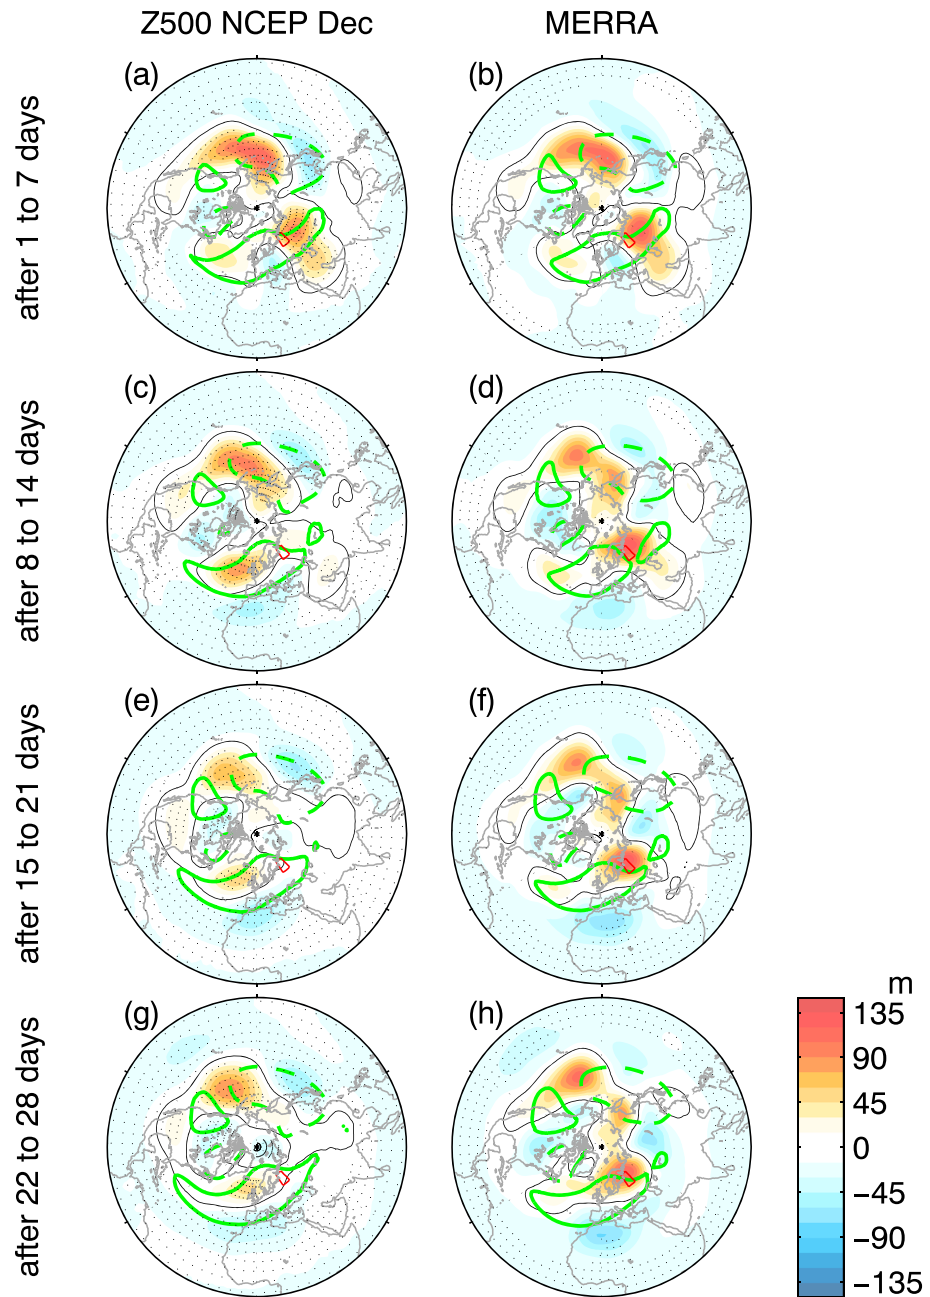 Z500 NCEP Dec MERRA
(a) (b)
after 1 to 7 days
(c) (d)
after 8 to 14 days
(e) (f)
after 15 to 21 days
(g) (h)
after 22 to 28 days
m
135
90
45
0
−45
−90
−135